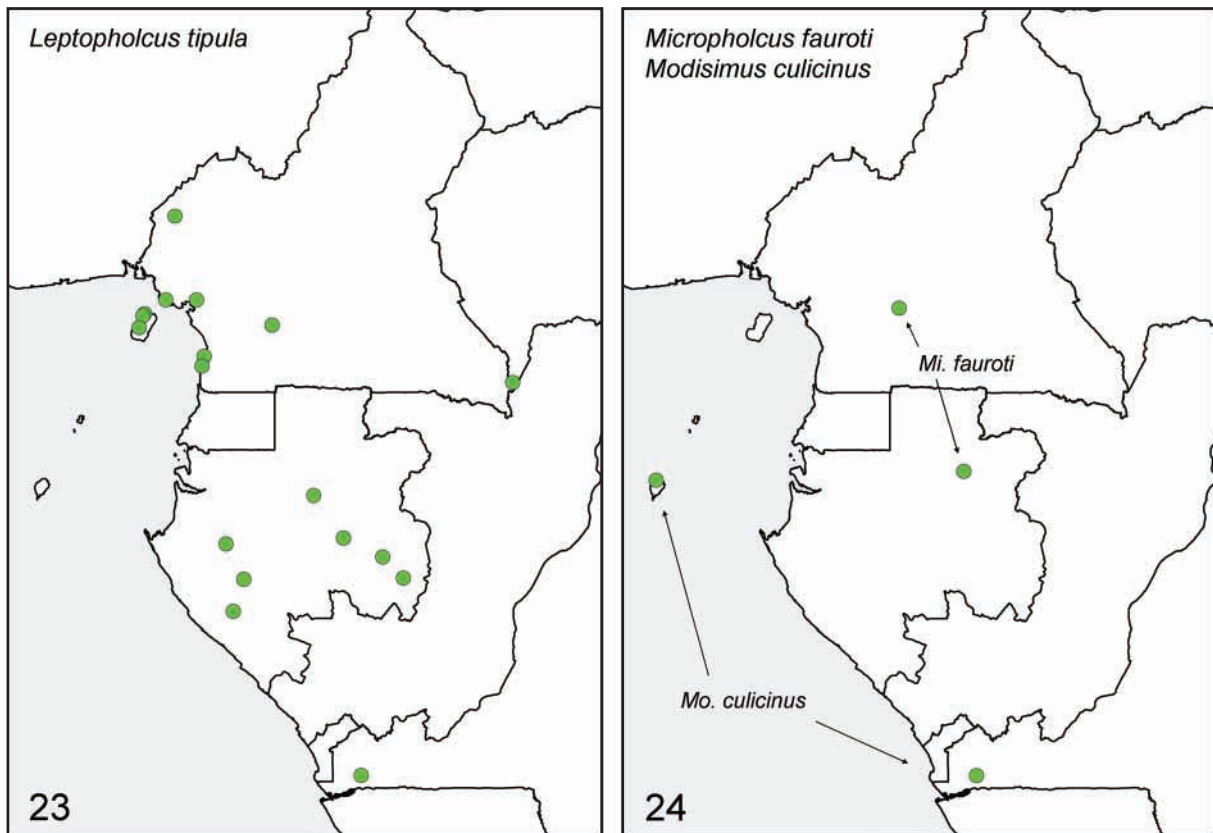 Leptopholcus tipula
23
Micropholcus fauroti
Modisimus culicinus
Mi. fauroti
Mo. culicinus
24